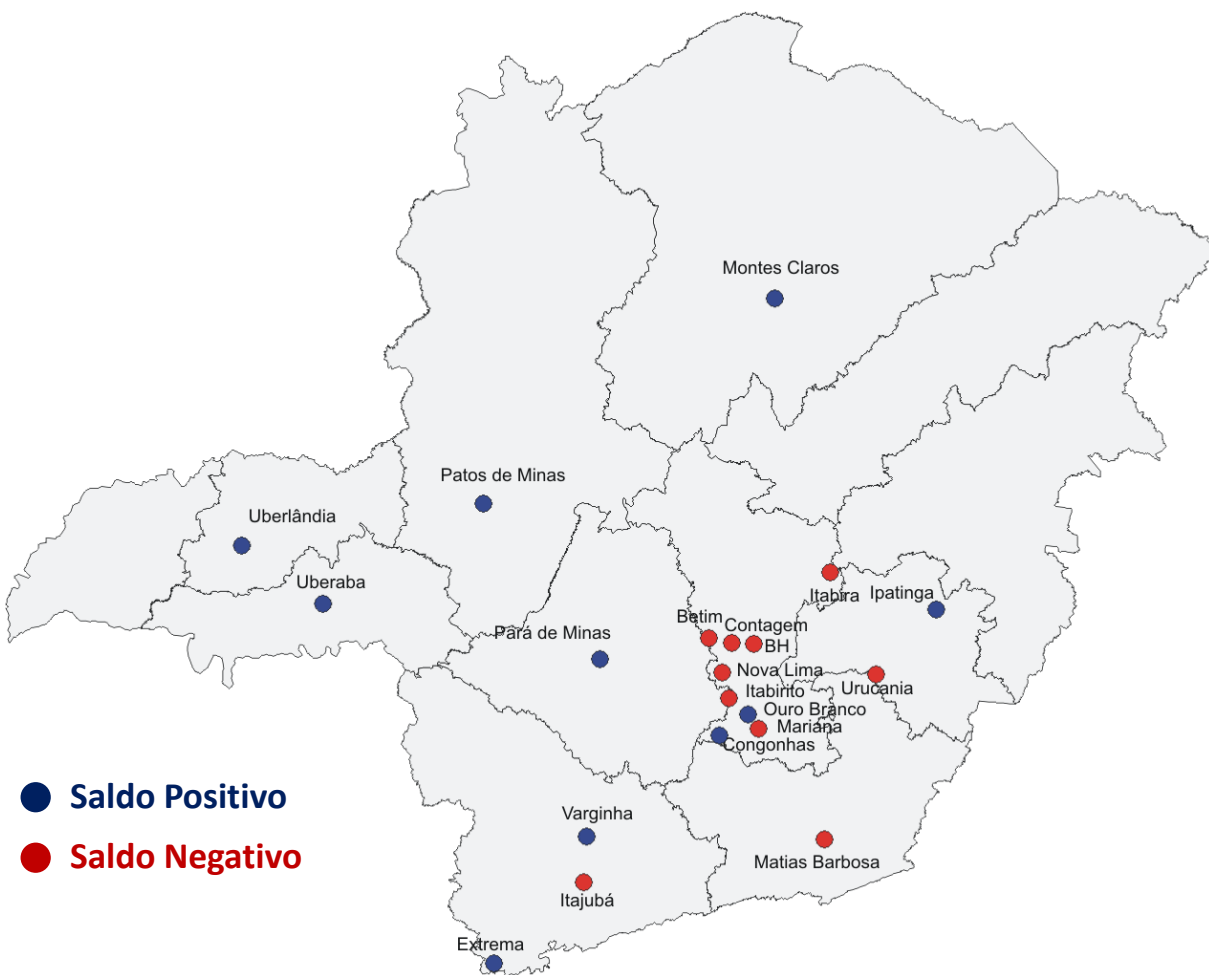 Montes Claros
Patos de Minas
Uberlândia
Uberaba
Itabira
Ipatinga
Betim
Contagem
Pará de Minas
BH
Nova Lima
Urucania
Itabirito
Ouro Branco
Mariana
Congonhas
Saldo Positivo
Varginha
Saldo Negativo
Matias Barbosa
Itajubá
Extrema